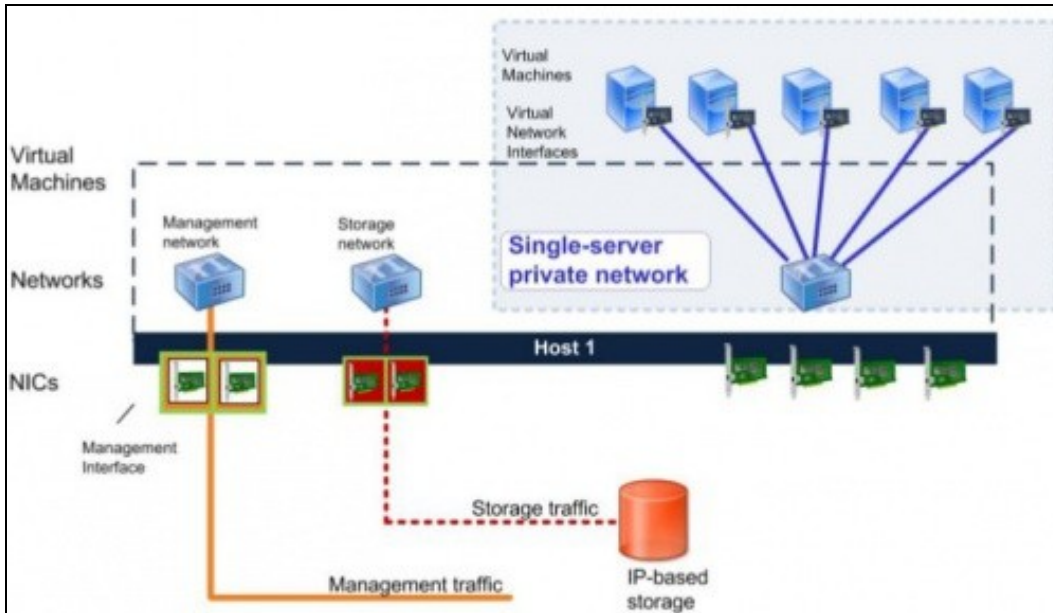 Virtual
Machines
Virtual
Network
Interfaces
Virtual
Machines
Management
network
Storage
network
Single-server
private network
Networks
Host 1
NICs
Management
Interface
Storage traffic
Management traffic
IP-based
storage